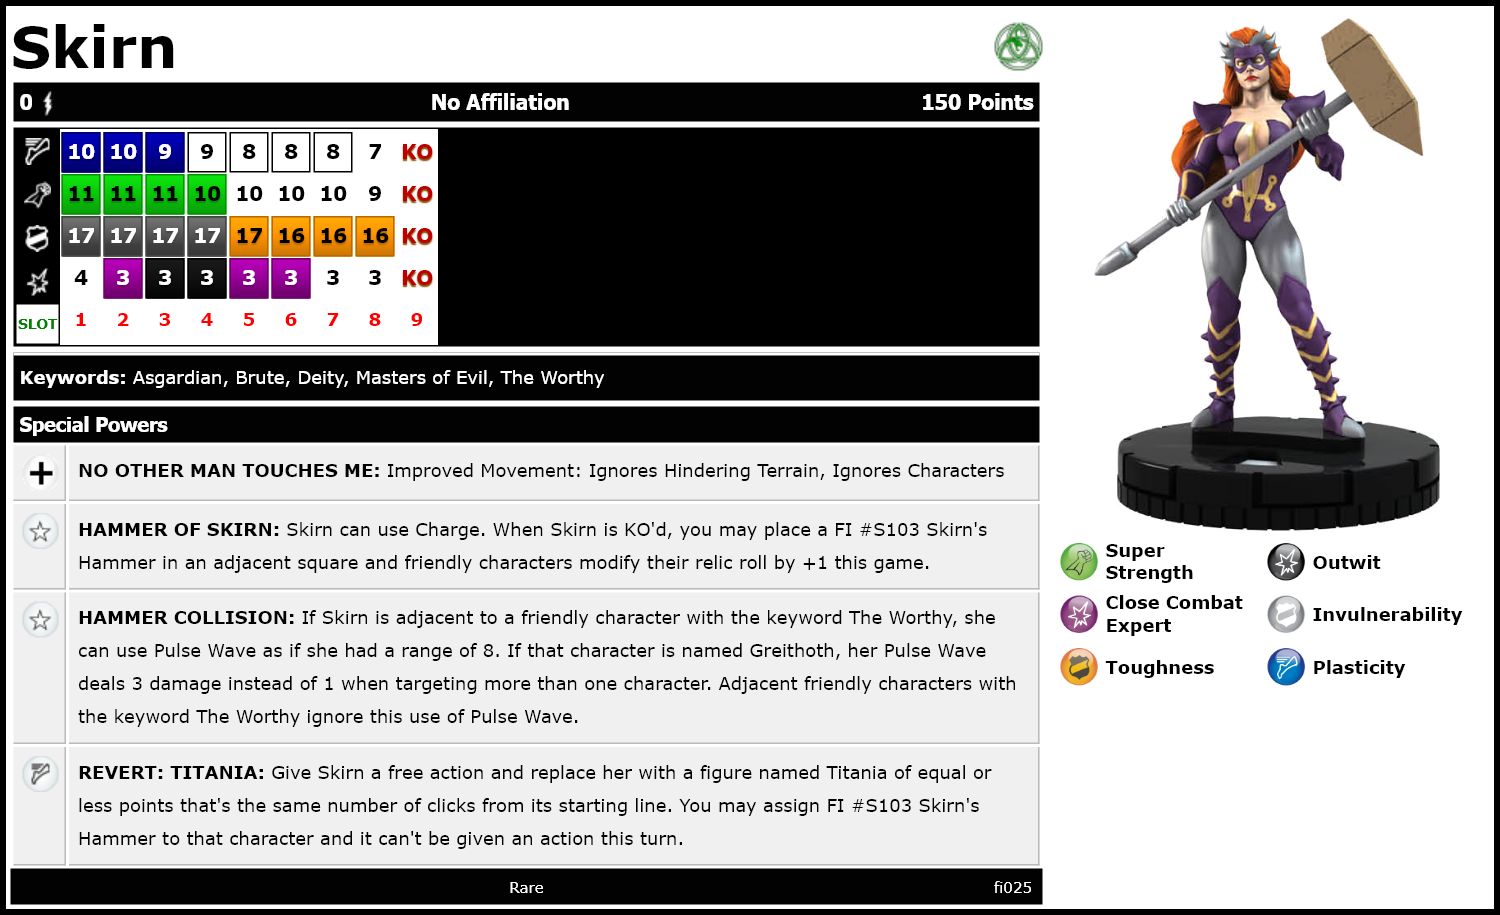 Skirn
0 No Affiliation 150 Points
10 10 9 9 8 8 8 7 KO
11 11 11 10 10 10 10 9 KO
17 17 17 17 17 16 16 16 KO
4 3 3 3 3 3 3 3 KO
SLOT 1 2 3 4 5 6 7 8 9
Keywords: Asgardian, Brute, Deity, Masters of Evil, The Worthy
Special Powers
NO OTHER MAN TOUCHES ME: Improved Movement: Ignores Hindering Terrain, Ignores Characters
HAMMER OF SKIRN: Skirn can use Charge. When Skirn is KO'd, you may place a FI #S103 Skirn's
Hammer in an adjacent square and friendly characters modify their relic roll by +1 this game.
HAMMER COLLISION: If Skirn is adjacent to a friendly character with the keyword The Worthy, she
can use Pulse Wave as if she had a range of 8. If that character is named Greithoth, her Pulse Wave
deals 3 damage instead of 1 when targeting more than one character. Adjacent friendly characters with
the keyword The Worthy ignore this use of Pulse Wave.
REVERT: TITANIA: Give Skirn a free action and replace her with a figure named Titania of equal or
less points that's the same number of clicks from its starting line. You may assign FI #S103 Skirn's
Hammer to that character and it can't be given an action this turn.
Rare fi025
Super
Strength
Outwit
Close Combat
Expert
Invulnerability
Toughness
Plasticity